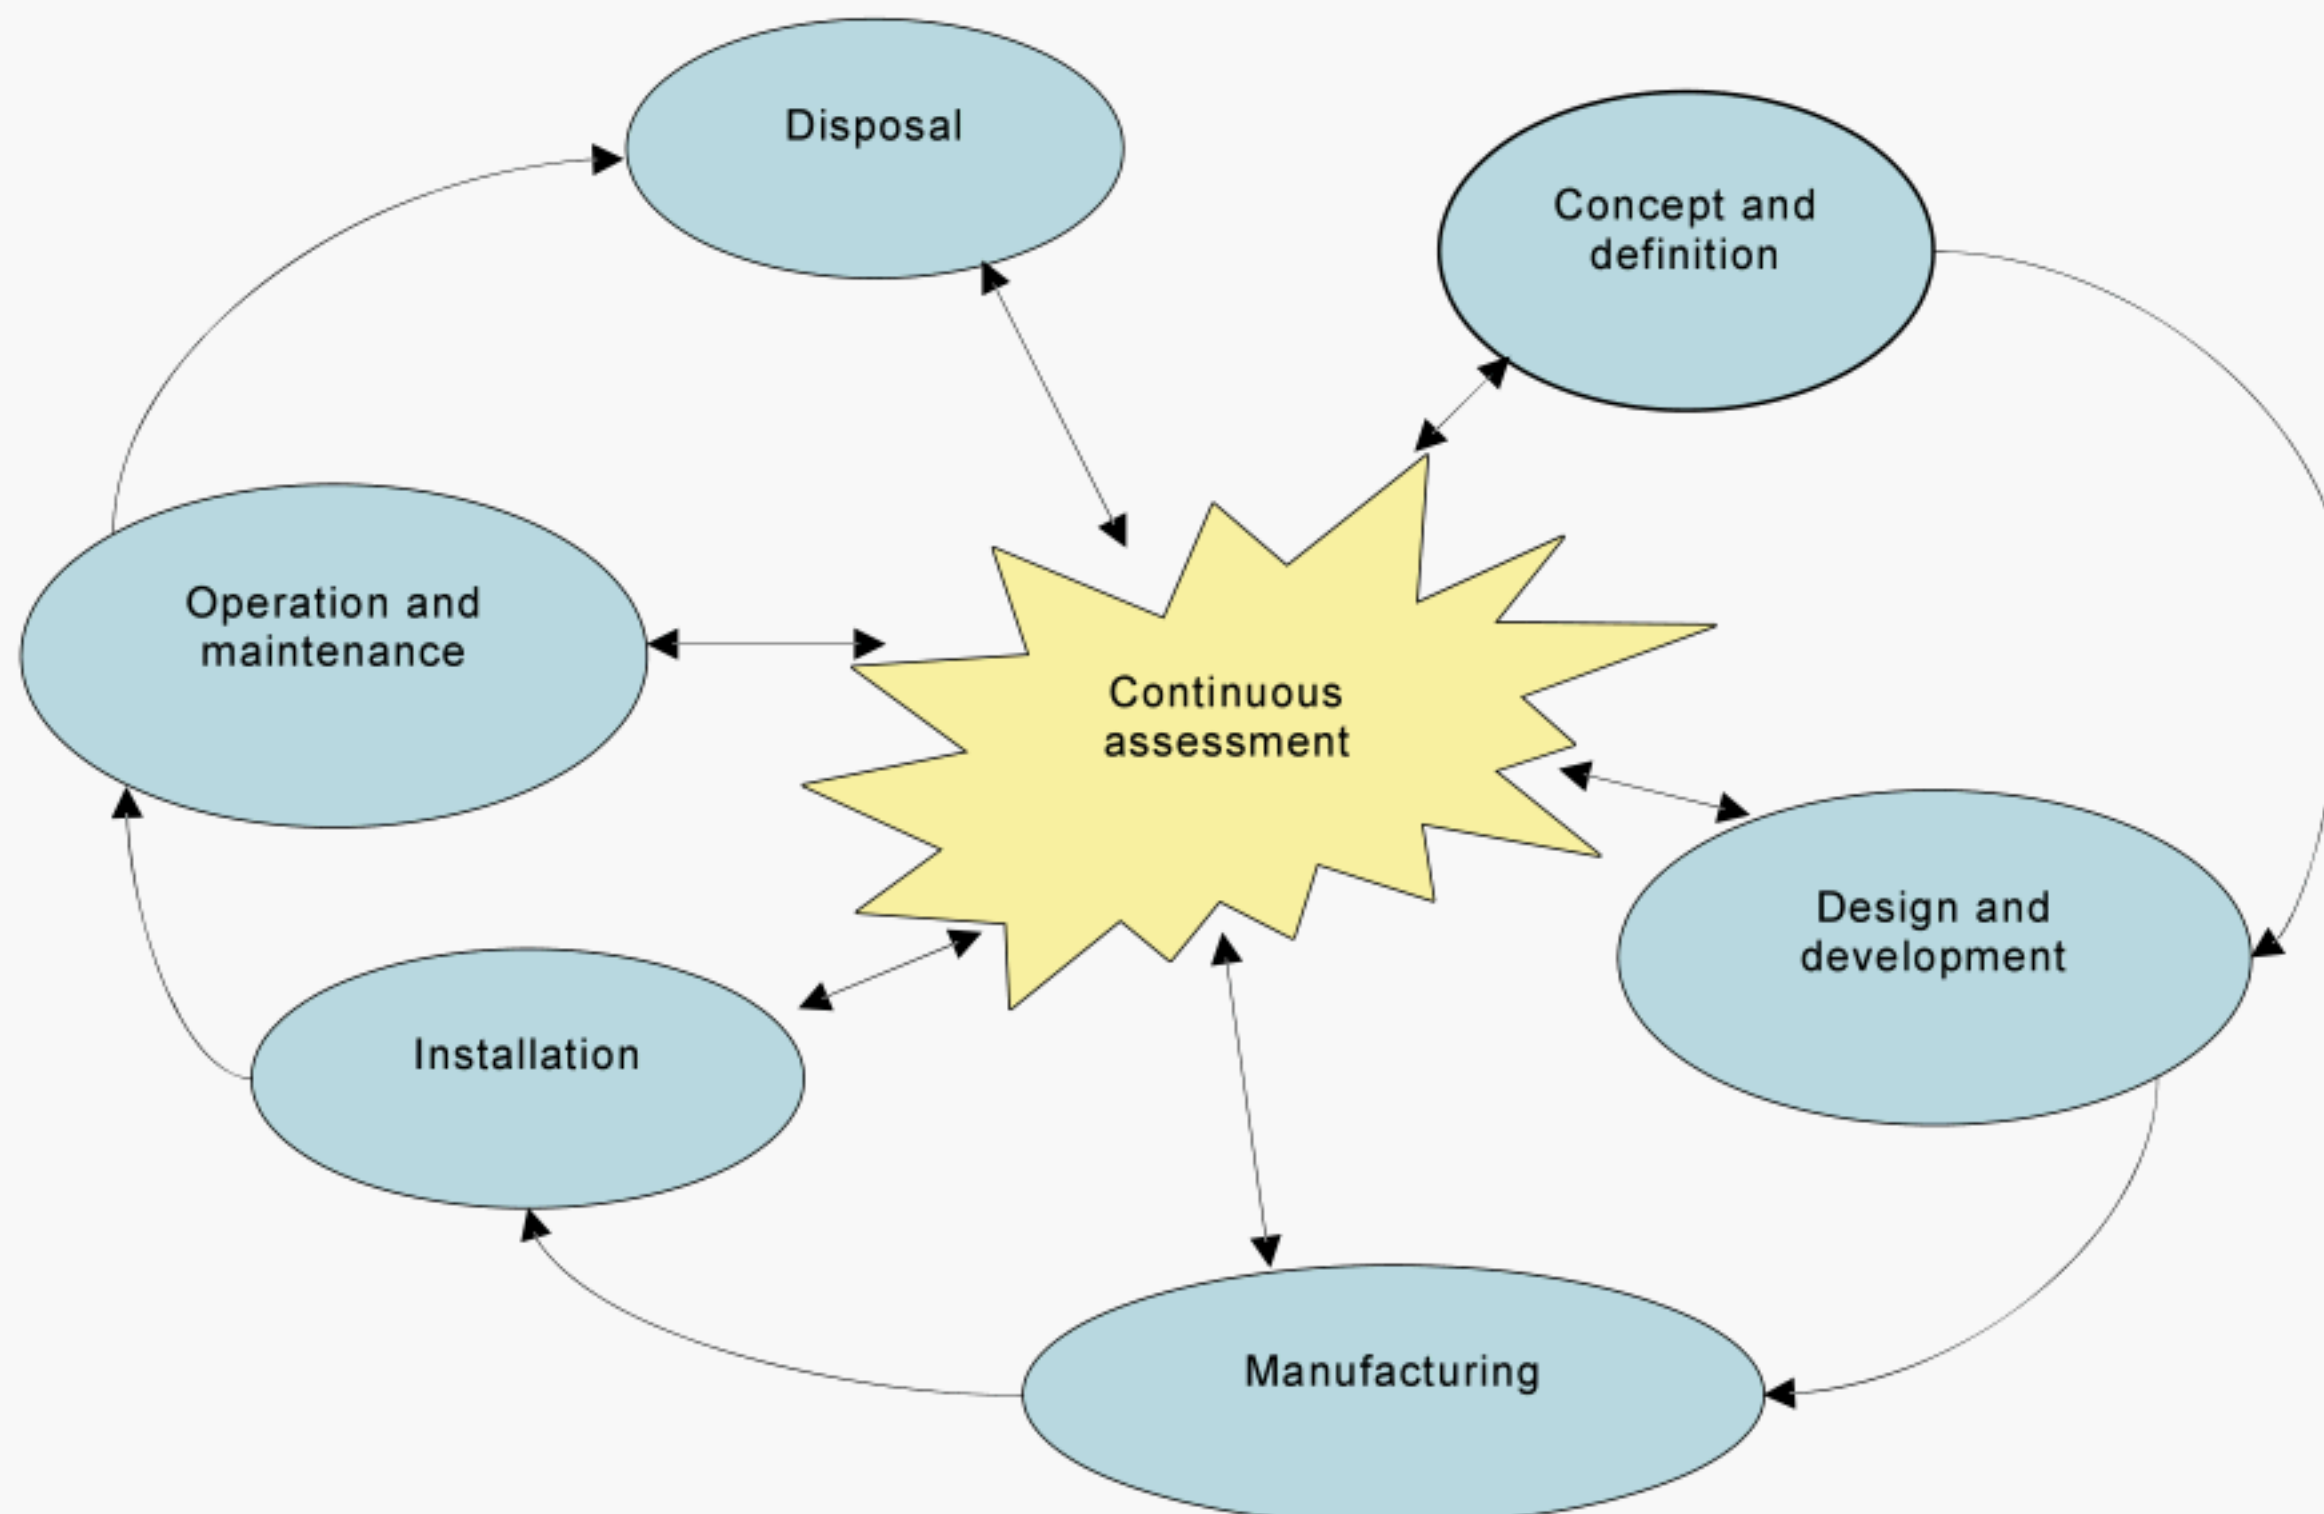 Disposal
Concept and
definition
Operation and
maintenance
Continuous
assessment
Design and
development
Installation
Manufacturing